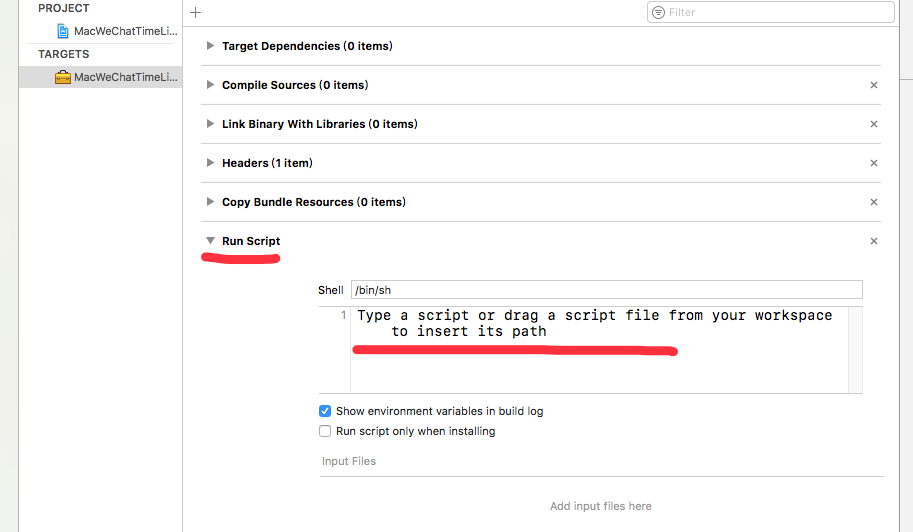 PROJECT
MacWeChatTimeLi...
TARGETS
MacWeChatTimeLi...
Filter
Target Dependencies (0 items)
Compile Sources (0 items)
Link Binary With Libraries (0 items)
Headers (1 item)
Copy Bundle Resources (0 items)
Run Script
Shell /bin/sh
1 Type a script or drag a script file from your workspace
to insert its path
Show environment variables in build log
Run script only when installing
Input Files
Add input files here